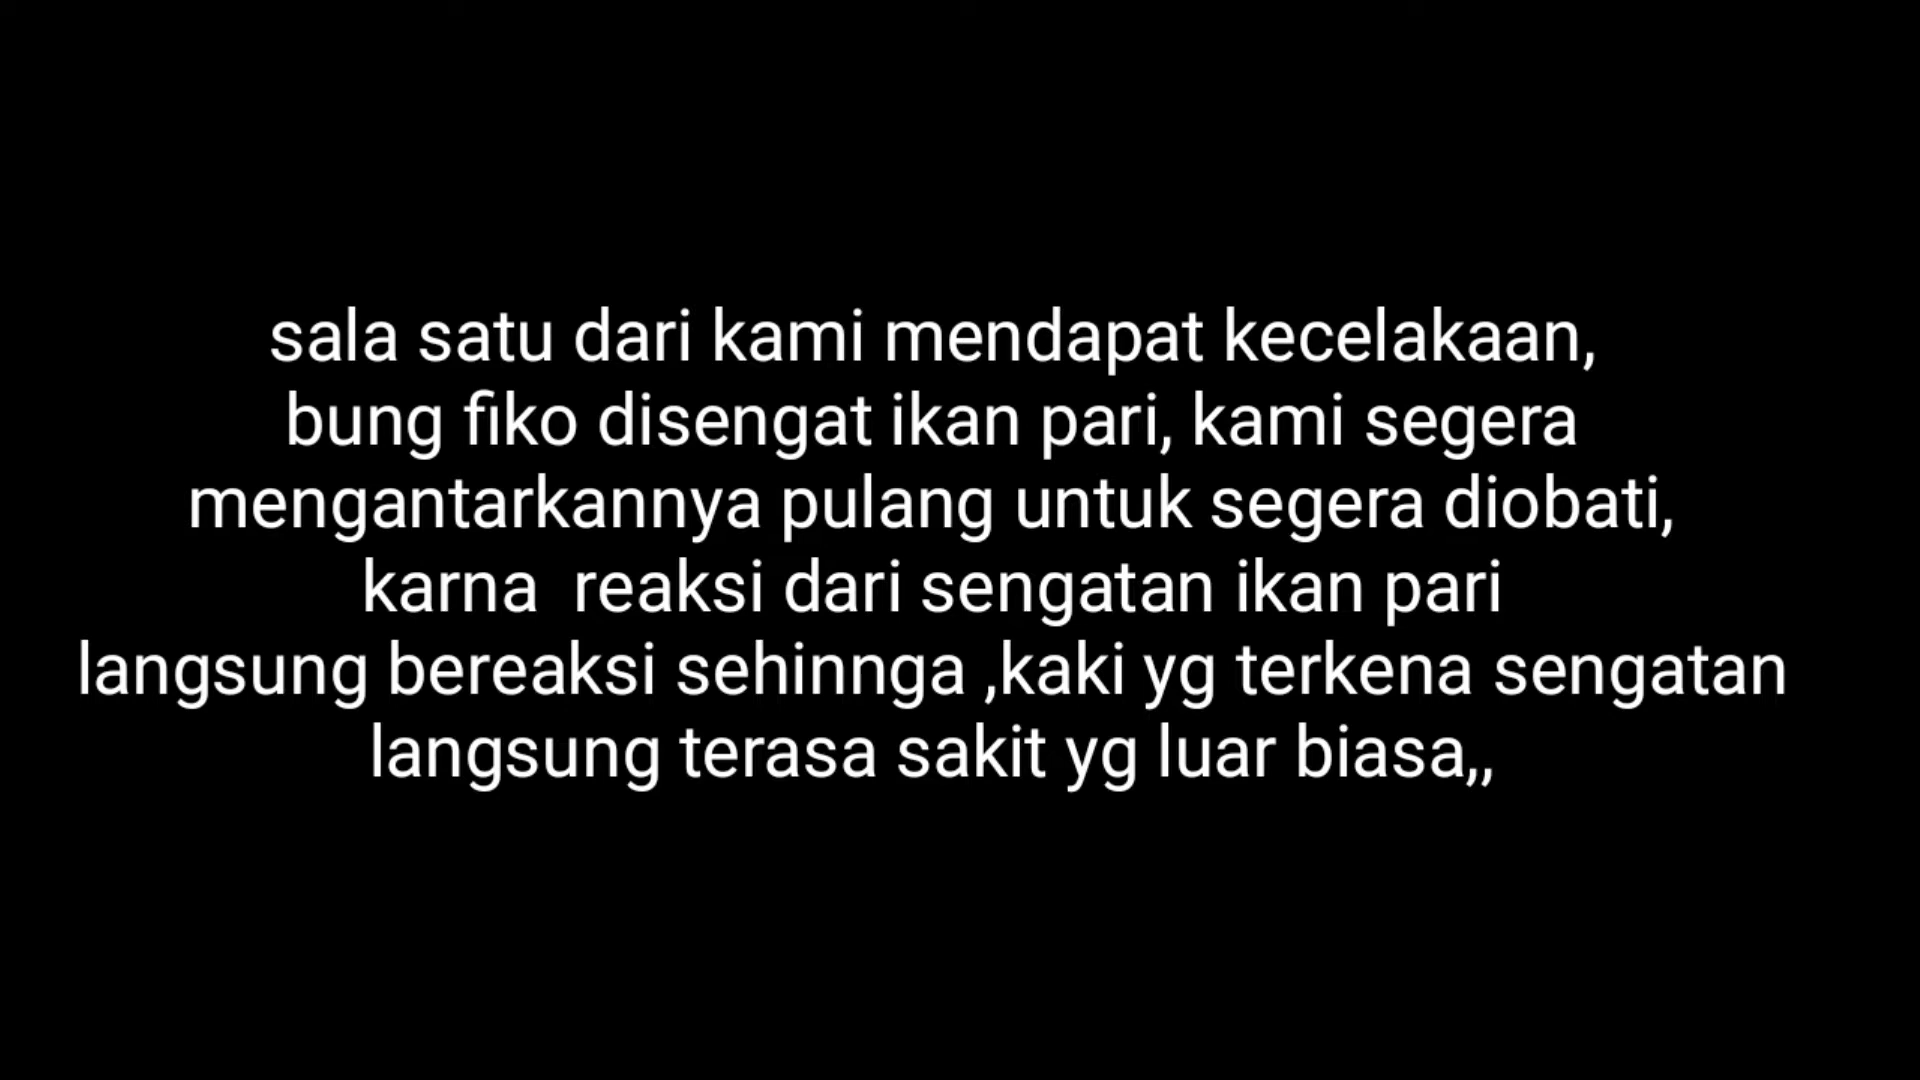 sala satu dari kami mendapat kecelakaan,
bung fiko disengat ikan pari, kami segera
mengantarkannya pulang untuk segera diobati,
karna  reaksi dari sengatan ikan pari
langsung bereaksi sehinnga ,kaki yg terkena sengatan
langsung terasa sakit yg luar biasa,,